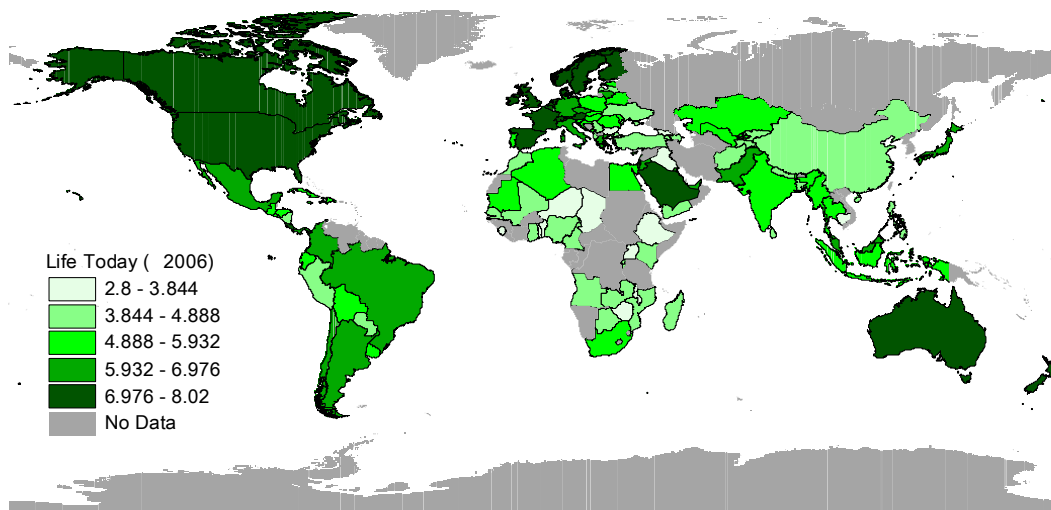 Life Today ( 2006)
2.8 - 3.844
3.844 - 4.888
4.888 - 5.932
5.932 - 6.976
6.976 - 8.02
No Data